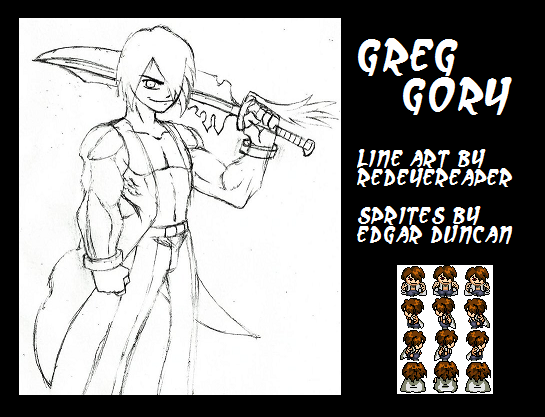 GREG
GORY
LINE ART BY
REDEYEREAPER
SPRITES BY
EDGAR DUNCAN